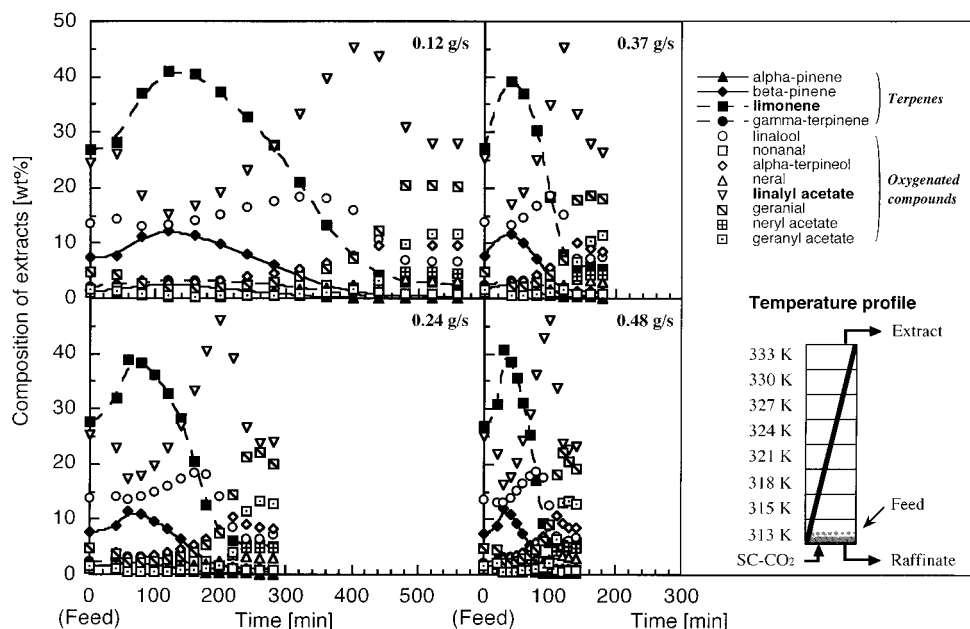 Composition of extracts [wt%]
50
40
30
20
10
0
40
30
20
10
0
0.12 g/s
0.37 g/s
0.24 g/s
0.48 g/s
0 100 200 300 400 500 600
0 100 200 300
(Feed) Time [min] (Feed) Time [min]
alpha-pinene
beta-pinene
limonene
gamma-terpinene
Terpenes
linalool
nonanal
alpha-terpineol
neral
linalyl acetate
geranial
neryl acetate
geranyl acetate
Oxygenated
compounds
Temperature profile
Extract
333 K
330 K
327 K
324 K
321 K
318 K
315 K
313 K
Feed
SC-CO₂
Raffinate